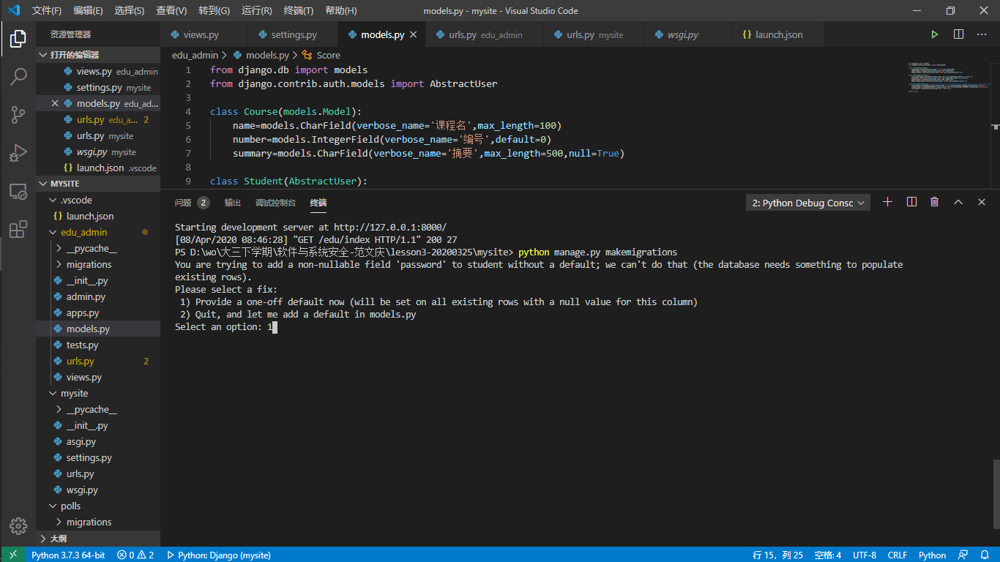 文件(F) 编辑(E) 选择(S) 查看(V) 转到(G) 运行(R) 终端(T) 帮助(H) models.py - mysite - Visual Studio Code
资源管理器
views.py settings.py models.py urls.py edu_admin urls.py mysite wsgi.py launch.json
打开的编辑器
views.py edu_admin
settings.py mysite
models.py edu_ad...
urls.py edu_a... 2
urls.py mysite
wsgi.py mysite
launch.json .vscode
MYSITE
.vscode
launch.json
edu_admin
__pycache__
migrations
__init__.py
admin.py
apps.py
models.py
tests.py
urls.py 2
views.py
mysite
__pycache__
__init__.py
asgi.py
settings.py
urls.py
wsgi.py
polls
migrations
大纲
edu_admin > models.py > Score
1 from django.db import models
2 from django.contrib.auth.models import AbstractUser
3
4 class Course(models.Model):
5 name=models.CharField(verbose_name='课程名',max_length=100)
6 number=models.IntegerField(verbose_name='编号',default=0)
7 summary=models.CharField(verbose_name='摘要',max_length=500,null=True)
8
9 class Student(AbstractUser):
问题 2 输出 调试控制台 终端 2: Python Debug Consc
Starting development server at http://127.0.0.1:8000/
[08/Apr/2020 08:46:28] "GET /edu/index HTTP/1.1" 200 27
PS D:\wo\大三下学期\软件与系统安全-范文庆\lesson3-20200325\mysite> python manage.py makemigrations
You are trying to add a non-nullable field 'password' to student without a default; we can't do that (the database needs something to populate
existing rows).
Please select a fix:
1) Provide a one-off default now (will be set on all existing rows with a null value for this column)
2) Quit, and let me add a default in models.py
Select an option: 1
Python 3.7.3 64-bit 0 2 Python: Django (mysite) 行 15，列 25 空格: 4 UTF-8 CRLF Python